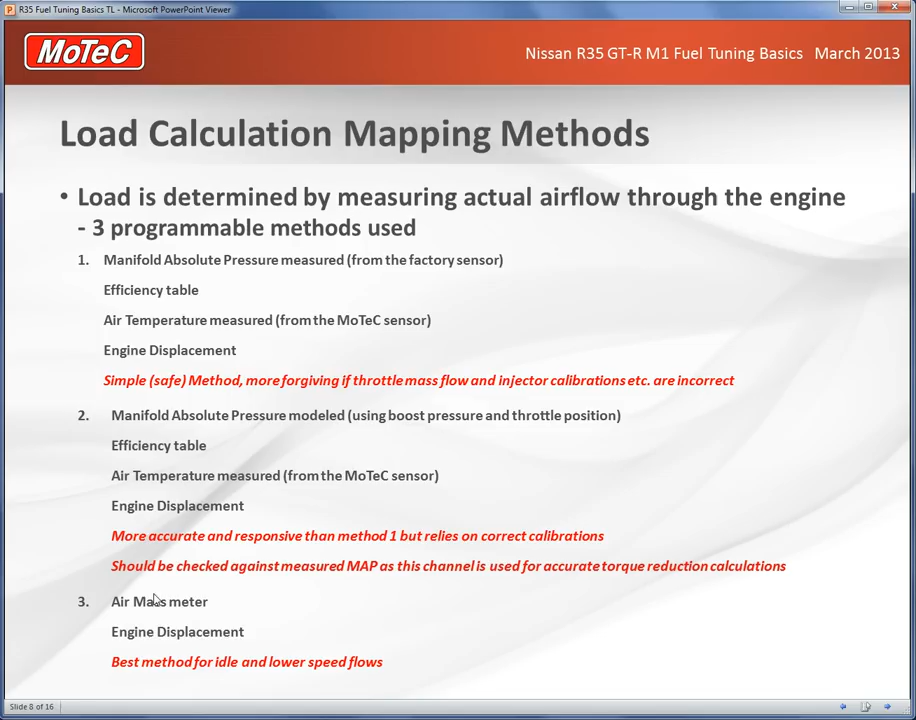 R35 Fuel Tuning Basics TL - Microsoft PowerPoint Viewer
MoTeC
Nissan R35 GT-R M1 Fuel Tuning Basics March 2013
Load Calculation Mapping Methods
• Load is determined by measuring actual airflow through the engine
- 3 programmable methods used
1. Manifold Absolute Pressure measured (from the factory sensor)
Efficiency table
Air Temperature measured (from the MoTeC sensor)
Engine Displacement
Simple (safe) Method, more forgiving if throttle mass flow and injector calibrations etc. are incorrect
2. Manifold Absolute Pressure modeled (using boost pressure and throttle position)
Efficiency table
Air Temperature measured (from the MoTeC sensor)
Engine Displacement
More accurate and responsive than method 1 but relies on correct calibrations
Should be checked against measured MAP as this channel is used for accurate torque reduction calculations
3. Air Mass meter
Engine Displacement
Best method for idle and lower speed flows
Slide 8 of 16